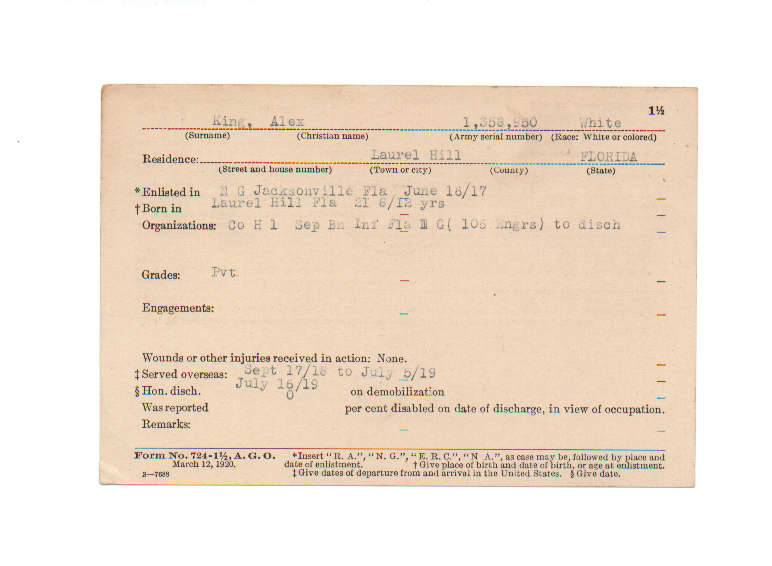 1½
King, Alex 1,353,950 White
(Surname) (Christian name) (Army serial number) (Race: White or colored)
Residence: Laurel Hill FLORIDA
(Street and house number) (Town or city) (County) (State)
*Enlisted in N G Jacksonville Fla June 16/17
†Born in Laurel Hill Fla 21 8/12 yrs
Organizations: Co H 1 Sep Bn Inf Fla N G( 106 Engrs) to disch
Grades: Pvt
Engagements:
Wounds or other injuries received in action: None.
‡Served overseas: Sept 17/18 to July 5/19
§Hon. disch. July 16/19 on demobilization
Was reported 0 per cent disabled on date of discharge, in view of occupation.
Remarks:
Form No. 724-1½, A. G. O. *Insert "R. A.", "N. G.", "E. R. C.", "N A.", as case may be, followed by place and
March 12, 1920. date of enlistment. †Give place of birth and date of birth, or age at enlistment.
3—7688 ‡Give dates of departure from and arrival in the United States. §Give date.